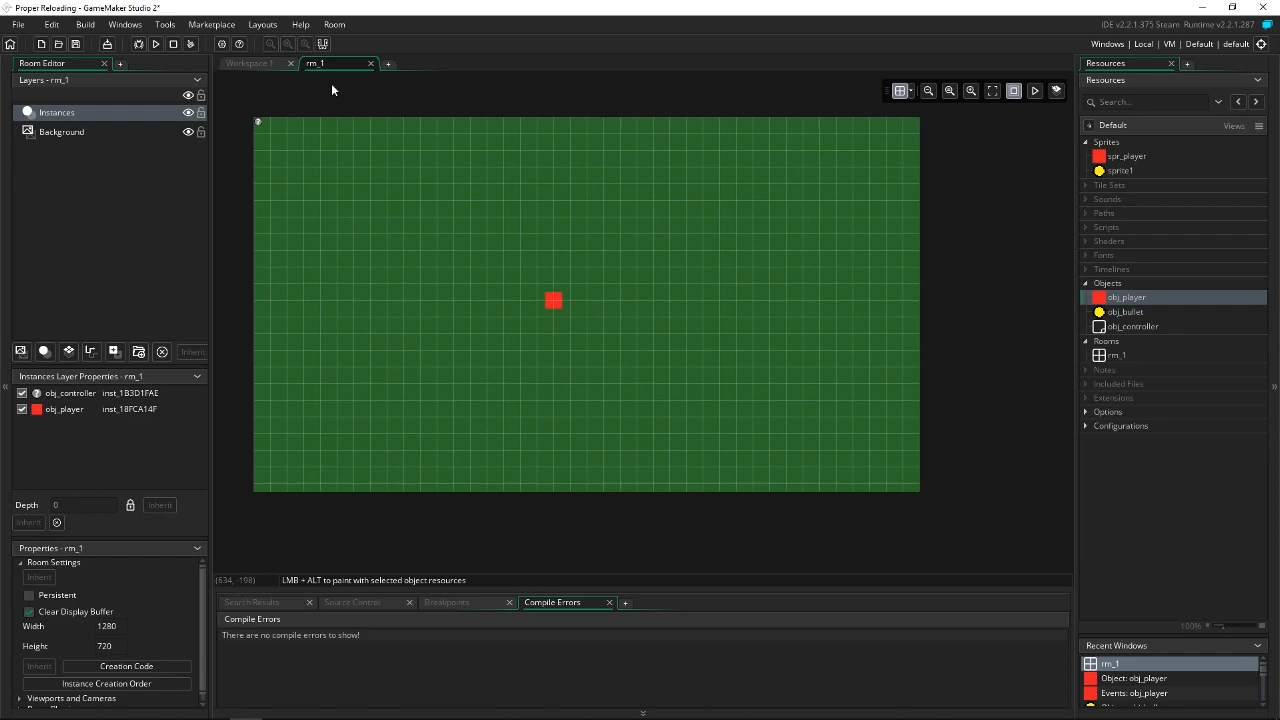 Proper Reloading - GameMaker Studio 2*
File Edit Build Windows Tools Marketplace Layouts Help Room
IDE v2.2.1.375 Steam Runtime v2.2.1.287
Windows | Local | VM | Default | default
Room Editor
Workspace 1
rm_1
Resources
Layers - rm_1
Resources
Search...
Instances
Background
Default
Views
Sprites
spr_player
sprite1
Tile Sets
Sounds
Paths
Scripts
Shaders
Fonts
Timelines
Objects
obj_player
obj_bullet
obj_controller
Rooms
rm_1
Notes
Included Files
Extensions
Options
Configurations
Inherit
Instances Layer Properties - rm_1
obj_controller inst_1B3D1FAE
obj_player inst_18FCA14F
Depth 0 Inherit
Inherit
Properties - rm_1
Room Settings
Inherit
Persistent
Clear Display Buffer
Width 1280
Height 720
Inherit Creation Code
Instance Creation Order
Viewports and Cameras
(634, -198) LMB + ALT to paint with selected object resources
Search Results Source Control Breakpoints Compile Errors
Compile Errors
There are no compile errors to show!
100%
Recent Windows
rm_1
Object: obj_player
Events: obj_player